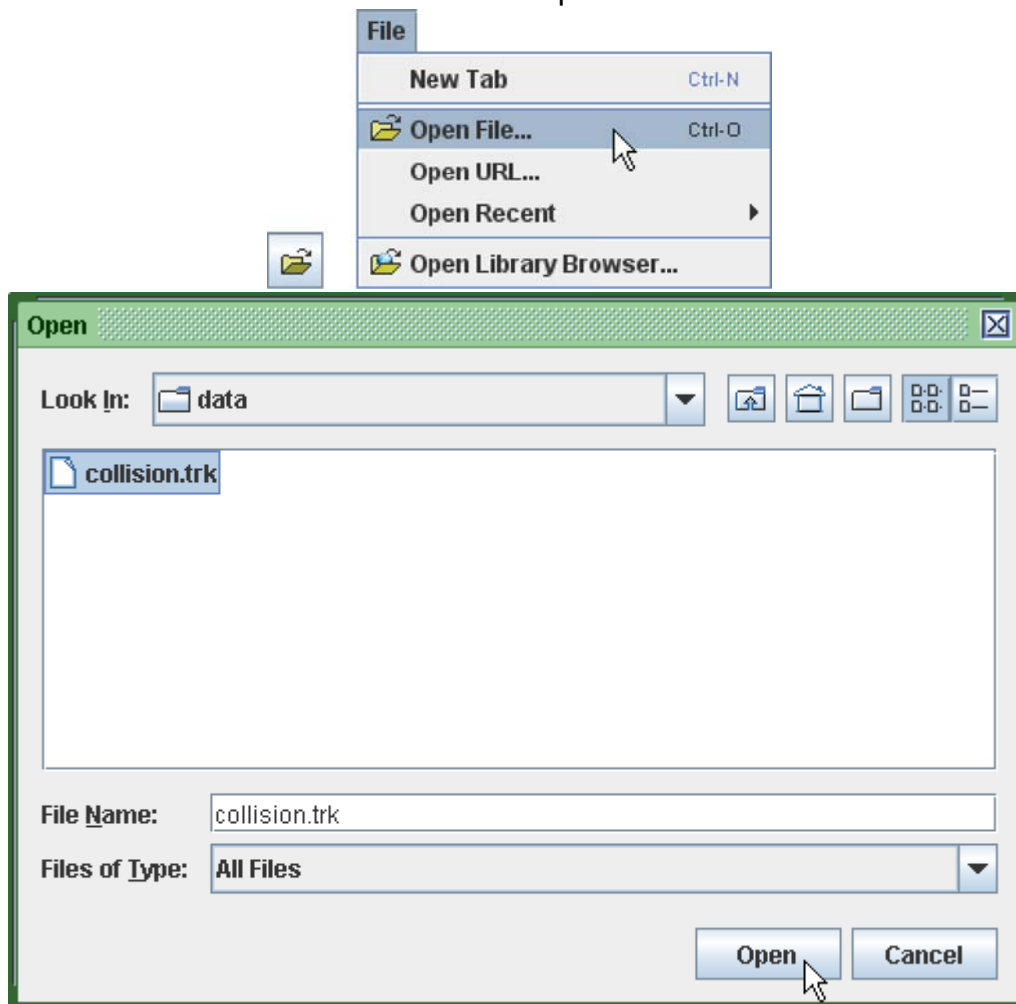 File
New Tab Ctrl-N
Open File... Ctrl-O
Open URL...
Open Recent
Open Library Browser...
Open
Look In: data
collision.trk
File Name: collision.trk
Files of Type: All Files
Open Cancel